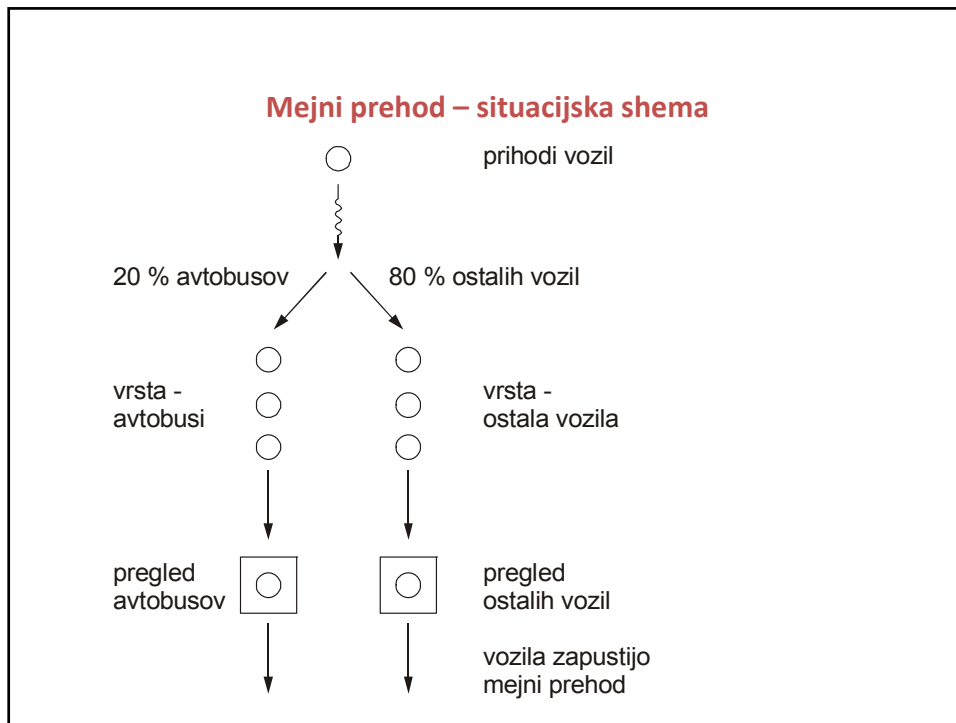 Mejni prehod – situacijska shema
prihodi vozil
20 % avtobusov
80 % ostalih vozil
vrsta -
avtobusi
vrsta -
ostala vozila
pregled
avtobusov
pregled
ostalih vozil
vozila zapustijo
mejni prehod